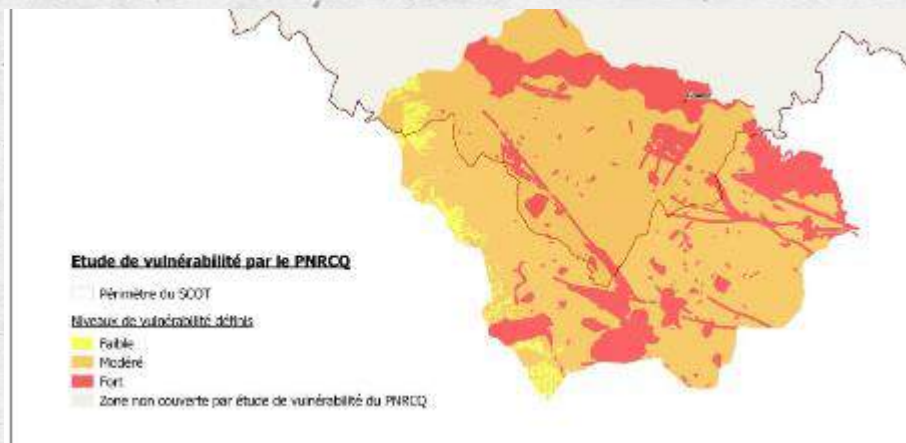 Etude de vulnérabilité par le PNRCQ
Périmètre du SCOT
Niveaux de vulnérabilité définis
Faible
Modéré
Fort
Zone non couverte par étude de vulnérabilité du PNRCQ